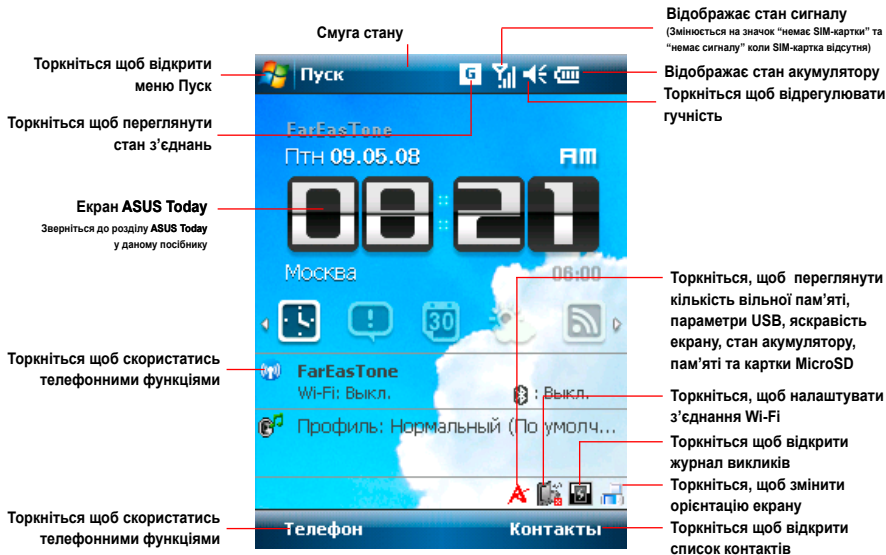 Смуга стану
Відображає стан сигналу
(Змінюється на значок “немає SIM-картки” та
“немає сигналу” коли SIM-картка відсутня)
Торкніться щоб відкрити
меню Пуск
Відображає стан акумулятору
Торкніться щоб відрегулювати
гучність
Торкніться щоб переглянути
стан з’єднань
Екран ASUS Today
Зверніться до розділу ASUS Today
у даному посібнику
Торкніться щоб скористатись
телефонними функціями
Торкніться щоб скористатись
телефонними функціями
Пуск
G
FarEasTone
Птн 09.05.08 AM
08:21
Москва 06:00
30
FarEasTone
Wi-Fi: Выкл. : Выкл.
Профиль: Нормальный (По умолч...
Телефон Контакты
Торкніться, щоб переглянути
кількість вільної пам’яті,
параметри USB, яскравість
екрану, стан акумулятору,
пам’яті та картки MicroSD
Торкніться, щоб налаштувати
з’єднання Wi-Fi
Торкніться щоб відкрити
журнал викликів
Торкніться, щоб змінити
орієнтацію екрану
Торкніться щоб відкрити
список контактів